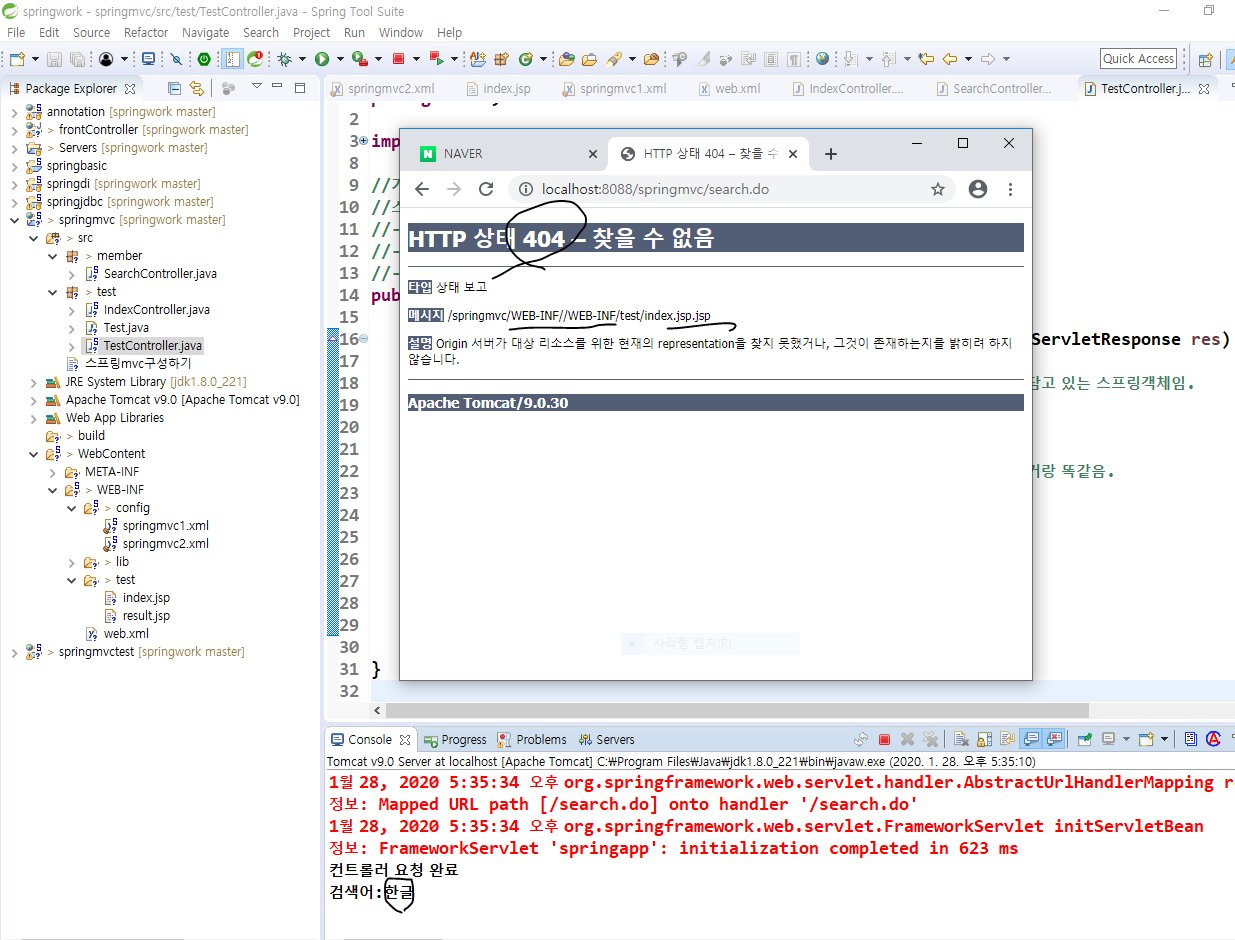 springwork - springmvc/src/test/TestController.java - Spring Tool Suite
File Edit Source Refactor Navigate Search Project Run Window Help
Quick Access
Package Explorer
springmvc2.xml index.jsp springmvc1.xml web.xml IndexController.... SearchController.... TestController.j...
annotation [springwork master]
> frontController [springwork master]
> Servers [springwork master]
springbasic
springdi [springwork master]
springjdbc [springwork master]
> springmvc [springwork master]
> src
> member
SearchController.java
> test
IndexController.java
Test.java
TestController.java
스프링mvc구성하기
JRE System Library [jdk1.8.0_221]
Apache Tomcat v9.0 [Apache Tomcat v9.0]
Web App Libraries
> build
> WebContent
META-INF
> WEB-INF
> config
springmvc1.xml
springmvc2.xml
> lib
> test
index.jsp
result.jsp
web.xml
> springmvctest [springwork master]
2
3 imp
8
9 //
10 //
11 //-
12 //-
13 //-
14 pub
15
16 ServletResponse res)
17
18 있는 스프링객체임.
19
20
21
22 똑같음.
23
24
25
26
27
28
29
30
31 }
32
NAVER
HTTP 상태 404 – 찾을 수
localhost:8088/springmvc/search.do
HTTP 상태 404 – 찾을 수 없음
타입 상태 보고
메시지 /springmvc/WEB-INF//WEB-INF/test/index.jsp.jsp
설명 Origin 서버가 대상 리소스를 위한 현재의 representation을 찾지 못했거나, 그것이 존재하는지를 밝히려 하지
않습니다.
Apache Tomcat/9.0.30
사각형 캡처(R)
Console Progress Problems Servers
Tomcat v9.0 Server at localhost [Apache Tomcat] C:₩Program Files₩Java₩jdk1.8.0_221₩bin₩javaw.exe (2020. 1. 28. 오후 5:35:10)
1월 28, 2020 5:35:34 오후 org.springframework.web.servlet.handler.AbstractUrlHandlerMapping r
정보: Mapped URL path [/search.do] onto handler '/search.do'
1월 28, 2020 5:35:34 오후 org.springframework.web.servlet.FrameworkServlet initServletBean
정보: FrameworkServlet 'springapp': initialization completed in 623 ms
컨트롤러 요청 완료
검색어:한글